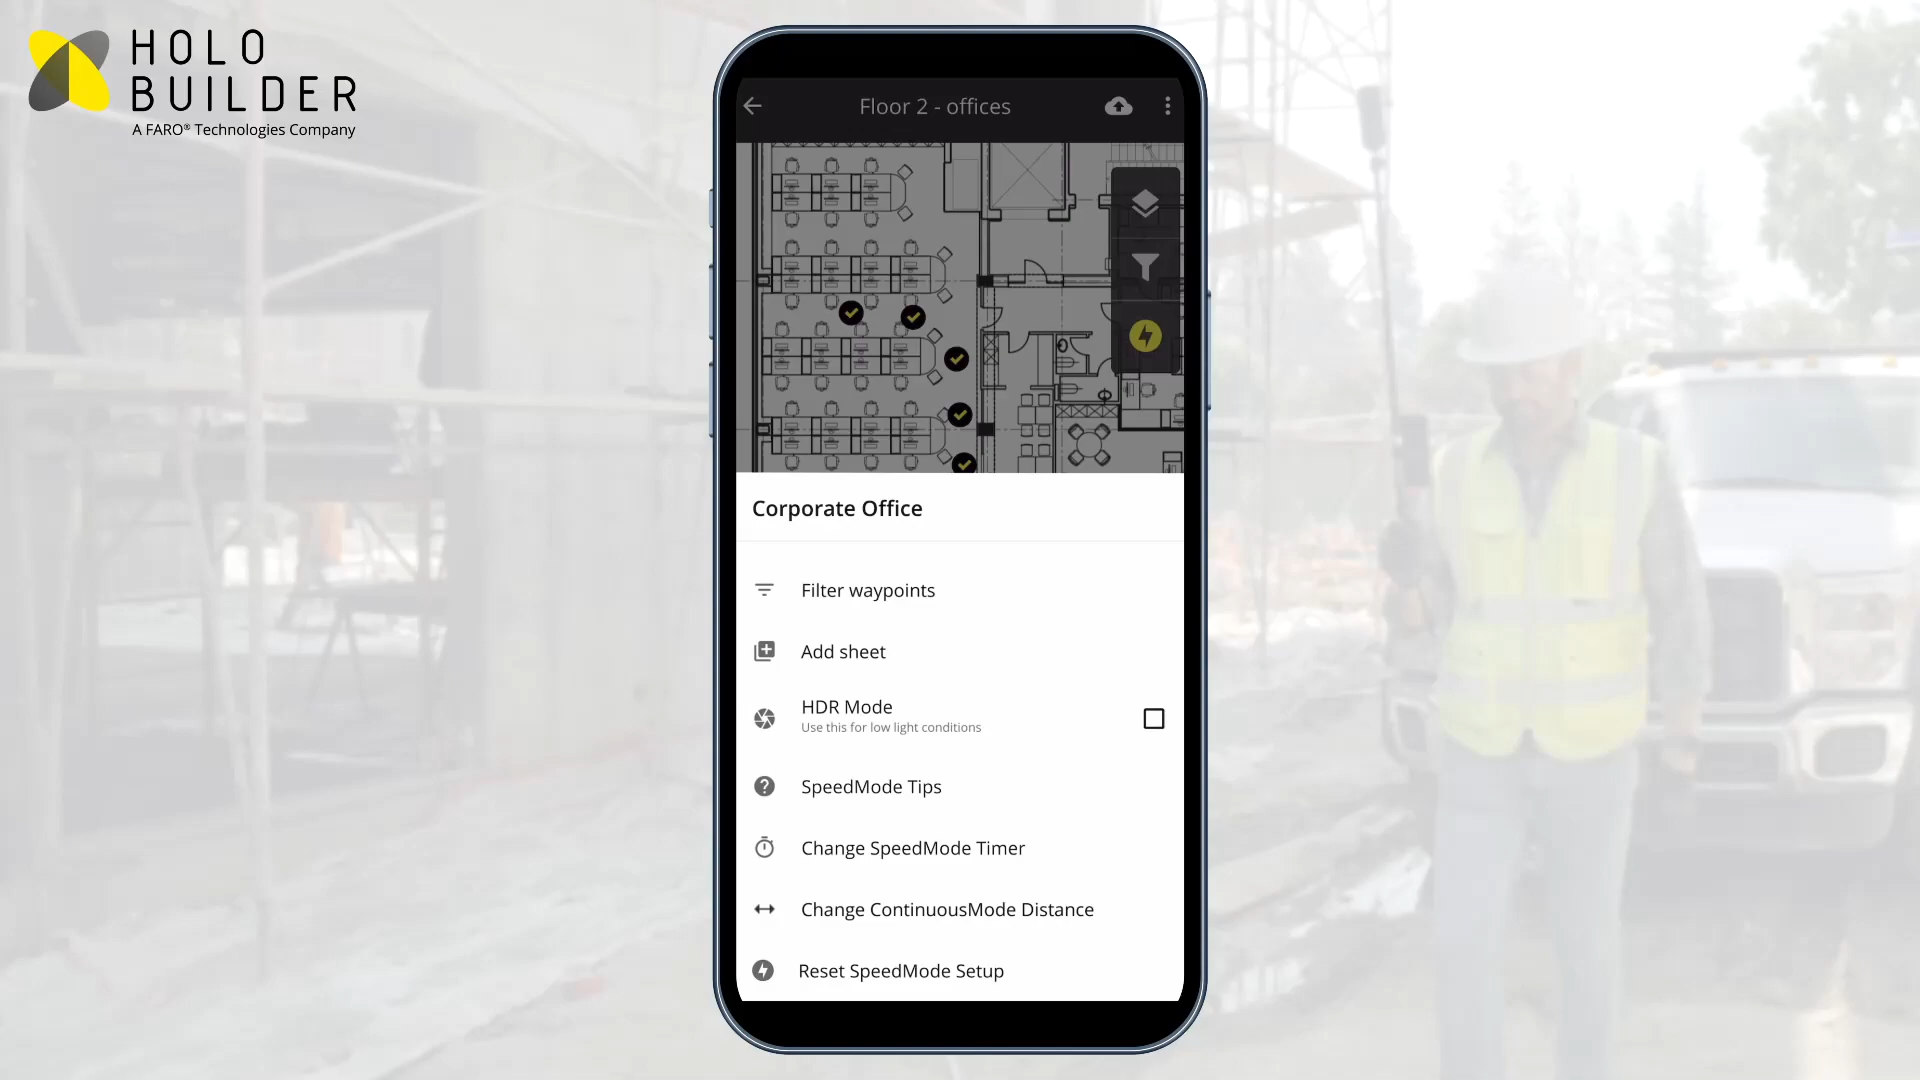 HOLO
BUILDER
A FARO® Technologies Company
Floor 2 - offices
Corporate Office
Filter waypoints
Add sheet
HDR Mode
Use this for low light conditions
SpeedMode Tips
Change SpeedMode Timer
Change ContinuousMode Distance
Reset SpeedMode Setup